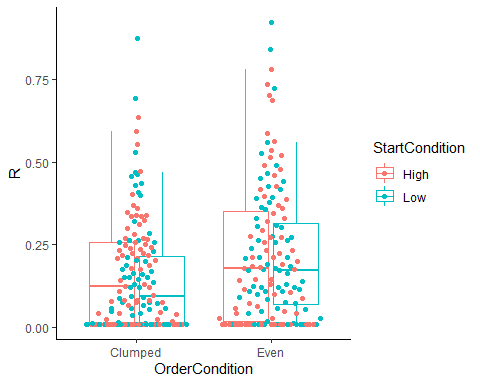 0.75
0.50
0.25
0.00
R
Clumped
Even
OrderCondition
StartCondition
High
Low